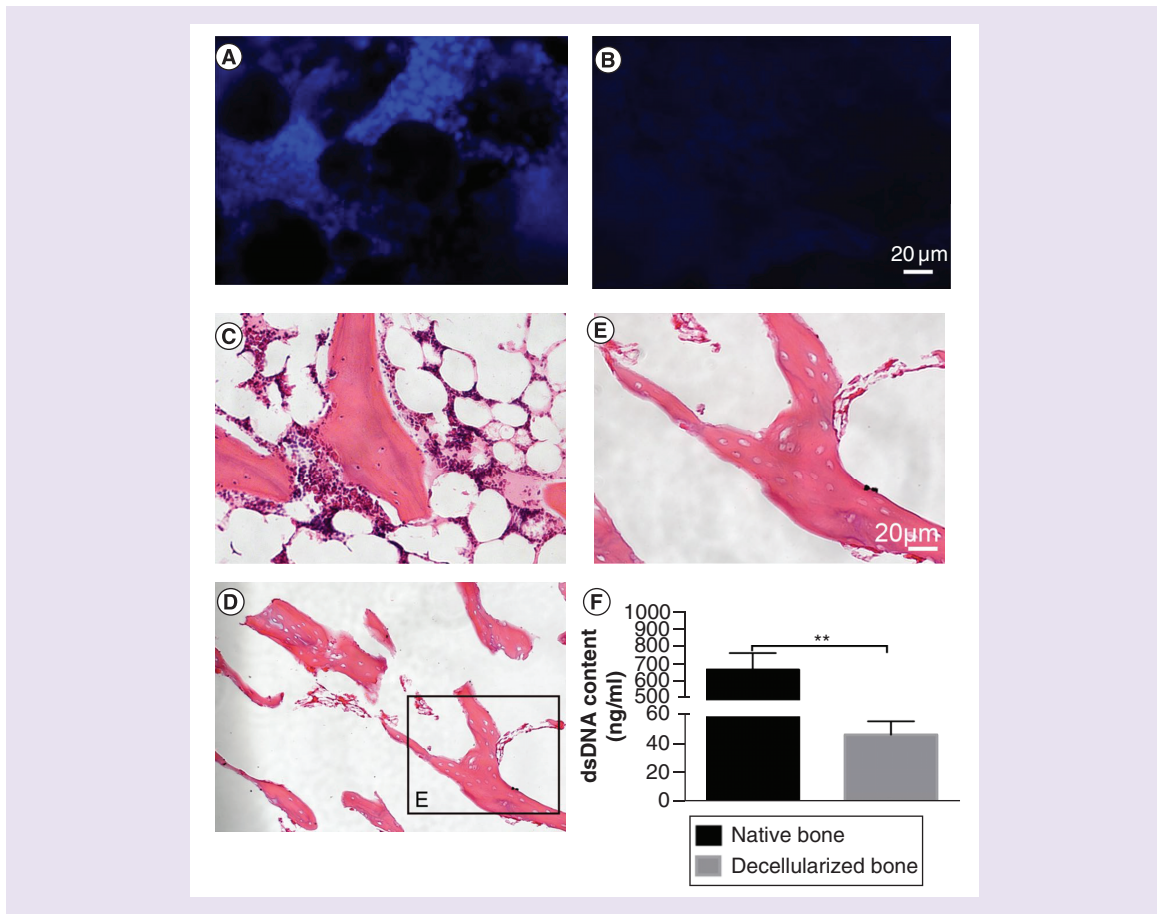 A
B
20 µm
C
E
20µm
D
E
F
dsDNA content
(ng/ml)
1000
900
800
700
600
500
60
40
20
0
**
Native bone
Decellularized bone